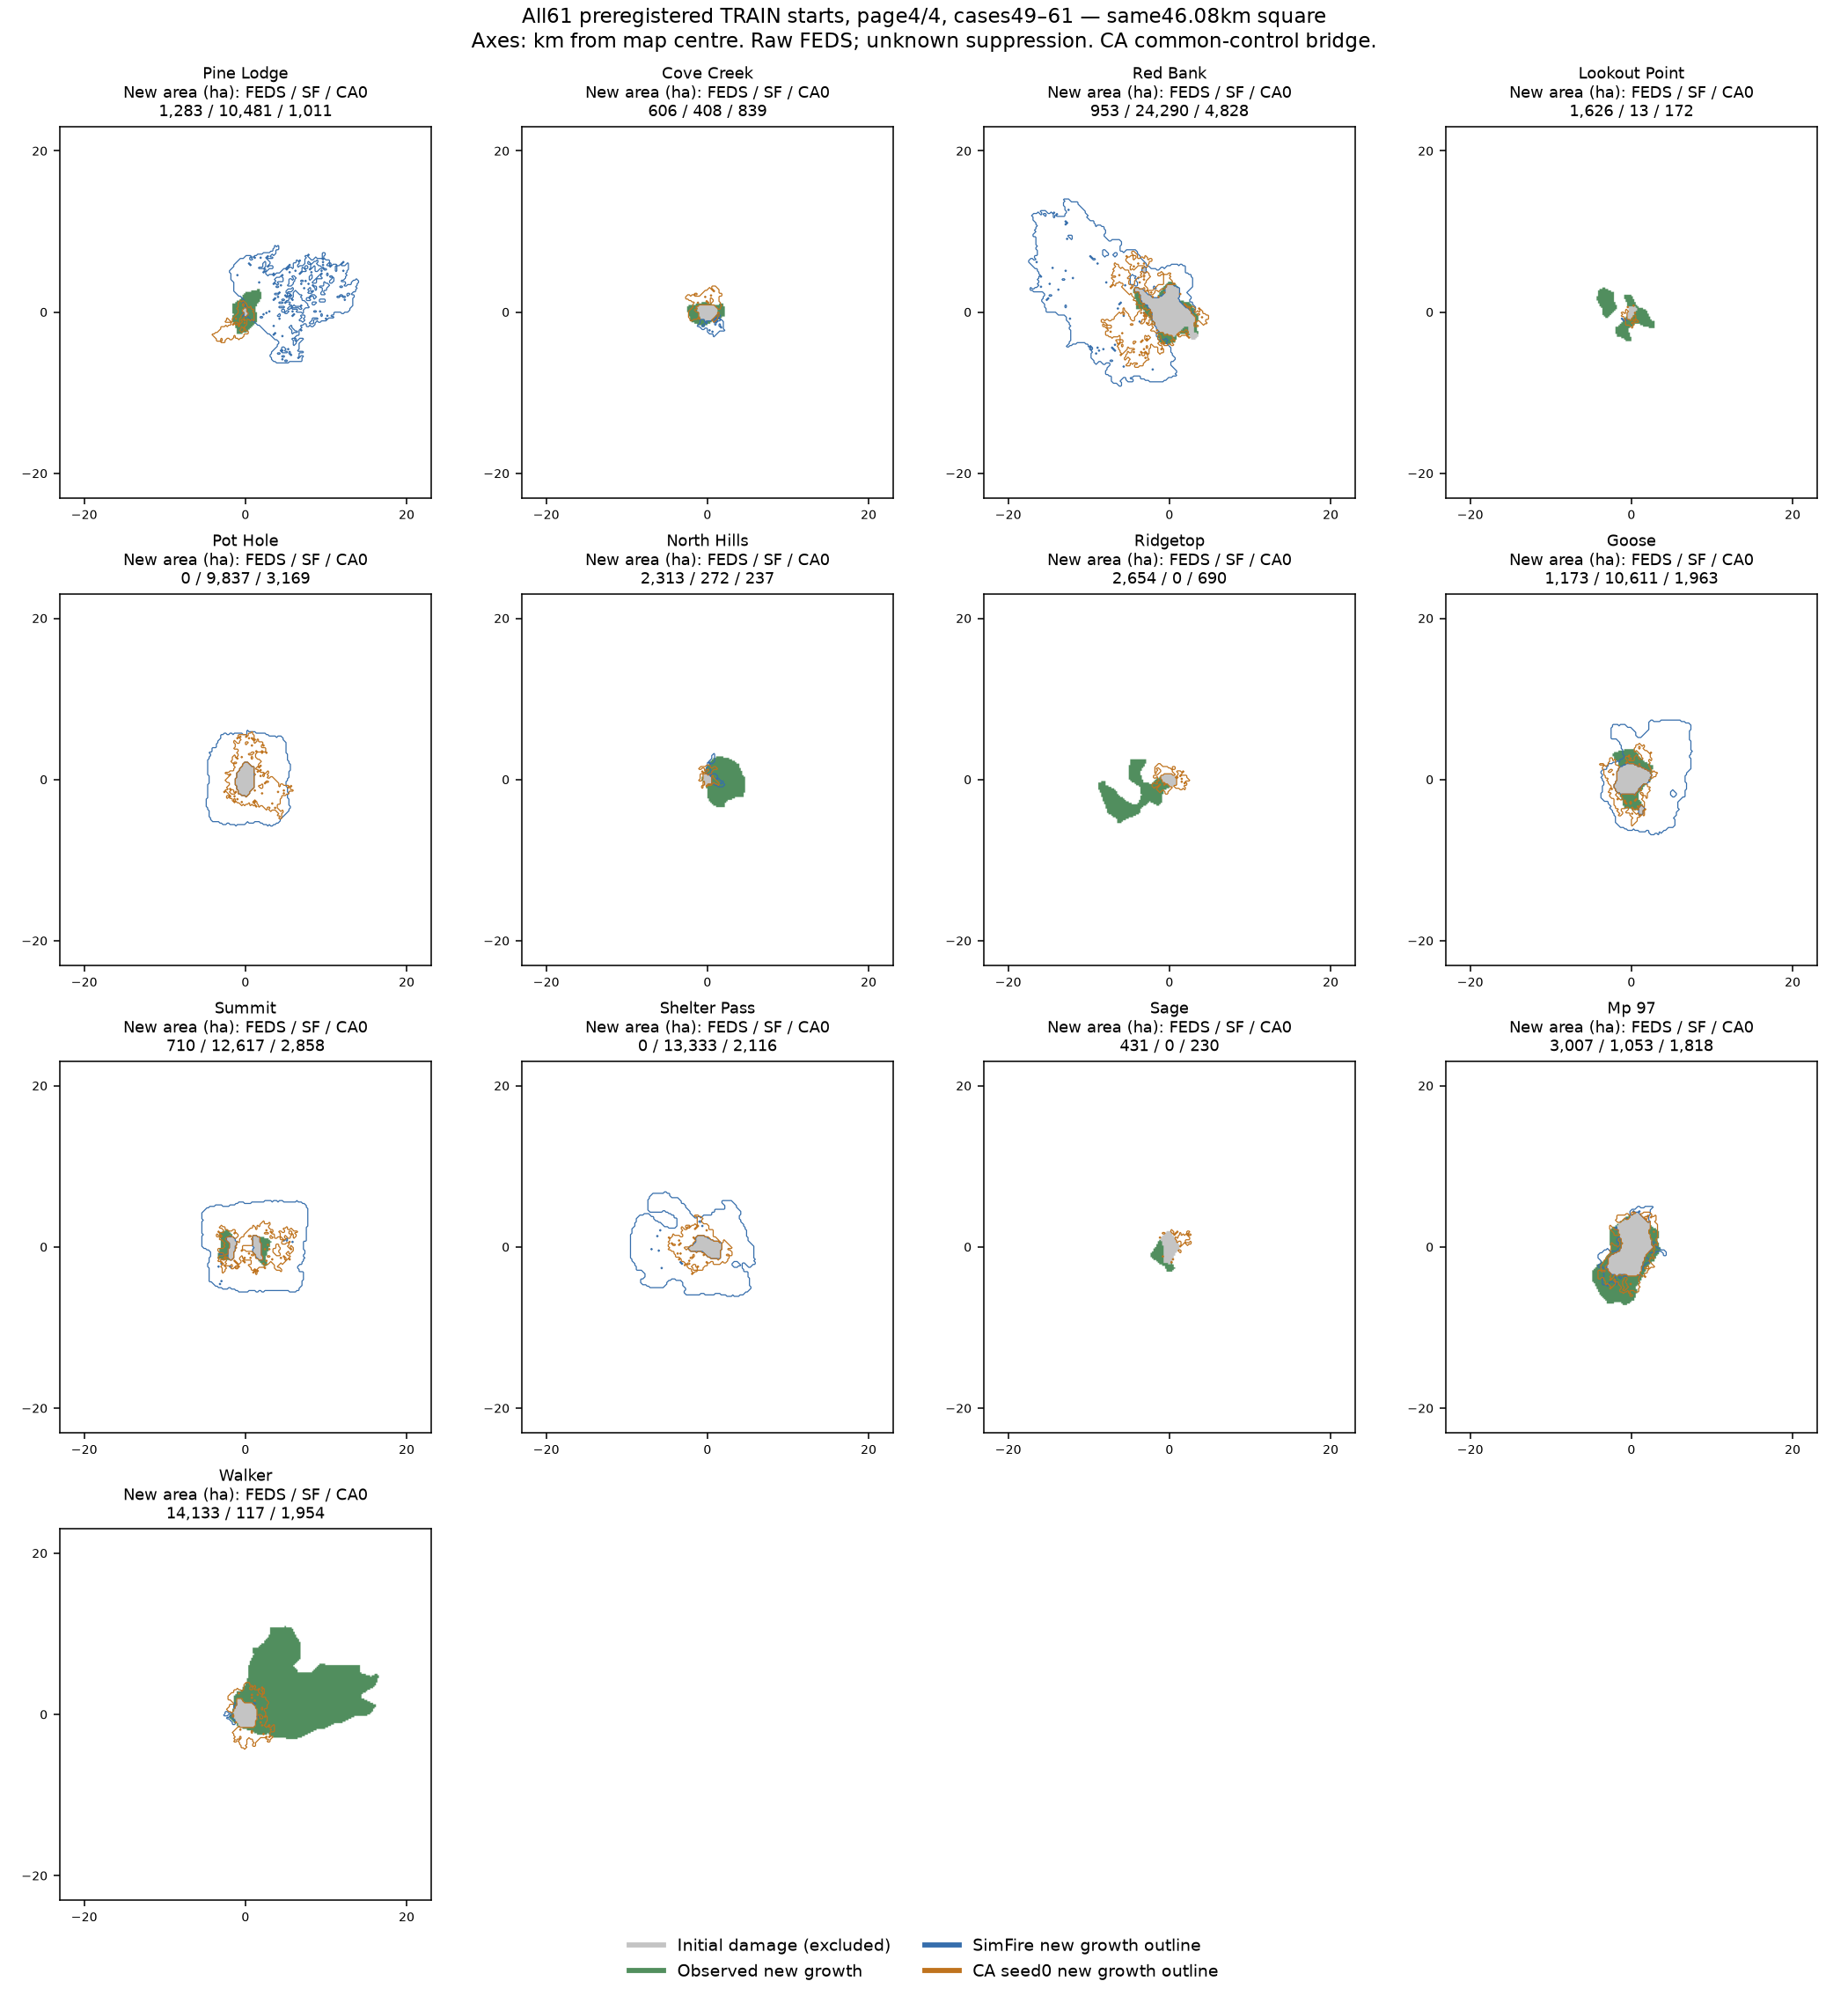 All61 preregistered TRAIN starts, page4/4, cases49–61 — same46.08km square
Axes: km from map centre. Raw FEDS; unknown suppression. CA common-control bridge.
Pine Lodge
New area (ha): FEDS / SF / CA0
1,283 / 10,481 / 1,011
20
0
−20
−20
0
20
Cove Creek
New area (ha): FEDS / SF / CA0
606 / 408 / 839
20
0
−20
−20
0
20
Red Bank
New area (ha): FEDS / SF / CA0
953 / 24,290 / 4,828
20
0
−20
−20
0
20
Lookout Point
New area (ha): FEDS / SF / CA0
1,626 / 13 / 172
20
0
−20
−20
0
20
Pot Hole
New area (ha): FEDS / SF / CA0
0 / 9,837 / 3,169
20
0
−20
−20
0
20
North Hills
New area (ha): FEDS / SF / CA0
2,313 / 272 / 237
20
0
−20
−20
0
20
Ridgetop
New area (ha): FEDS / SF / CA0
2,654 / 0 / 690
20
0
−20
−20
0
20
Goose
New area (ha): FEDS / SF / CA0
1,173 / 10,611 / 1,963
20
0
−20
−20
0
20
Summit
New area (ha): FEDS / SF / CA0
710 / 12,617 / 2,858
20
0
−20
−20
0
20
Shelter Pass
New area (ha): FEDS / SF / CA0
0 / 13,333 / 2,116
20
0
−20
−20
0
20
Sage
New area (ha): FEDS / SF / CA0
431 / 0 / 230
20
0
−20
−20
0
20
Mp 97
New area (ha): FEDS / SF / CA0
3,007 / 1,053 / 1,818
20
0
−20
−20
0
20
Walker
New area (ha): FEDS / SF / CA0
14,133 / 117 / 1,954
20
0
−20
−20
0
20
Initial damage (excluded)
Observed new growth
SimFire new growth outline
CA seed0 new growth outline